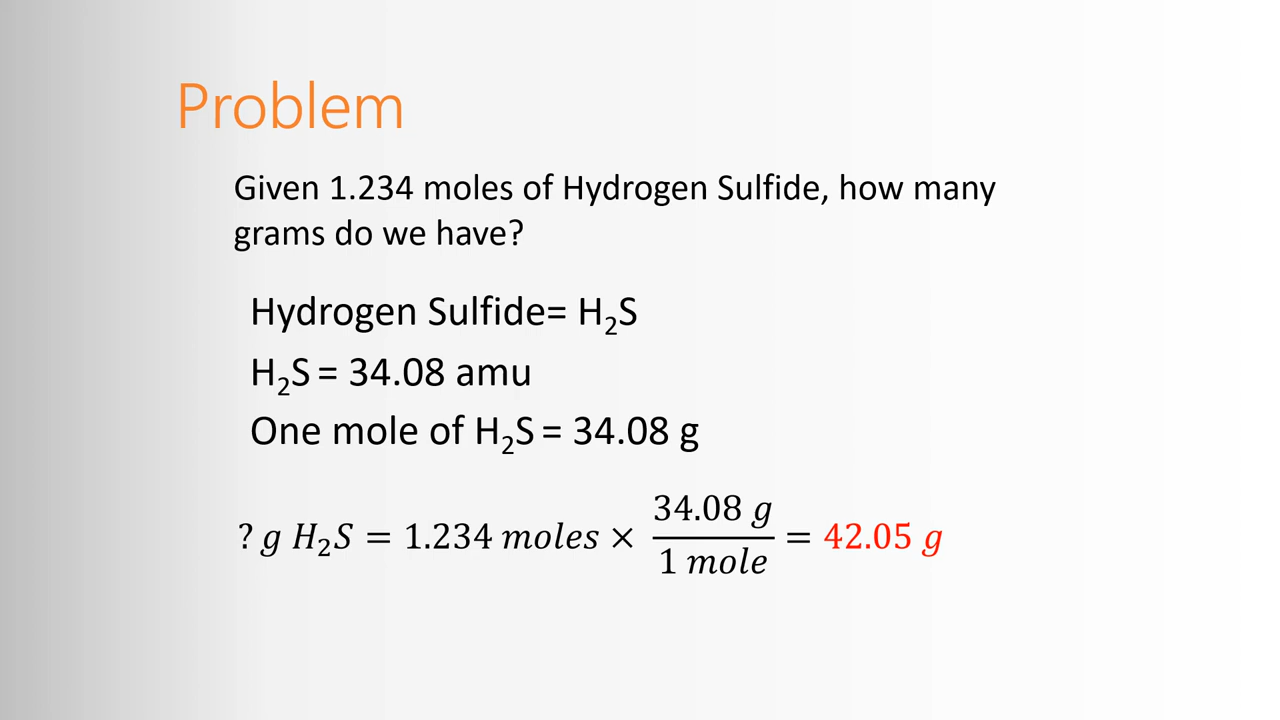 Problem
Given 1.234 moles of Hydrogen Sulfide, how many
grams do we have?
Hydrogen Sulfide= H₂S
H₂S = 34.08 amu
One mole of H₂S = 34.08 g
? g H₂S = 1.234 moles × 34.08 g / 1 mole = 42.05 g